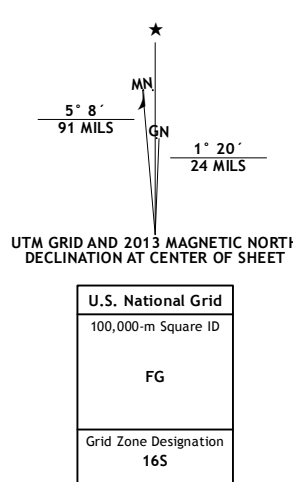 MN
5° 8´
91 MILS
GN
1° 20´
24 MILS
UTM GRID AND 2013 MAGNETIC NORTH
DECLINATION AT CENTER OF SHEET
U.S. National Grid
100,000-m Square ID
FG
Grid Zone Designation
16S